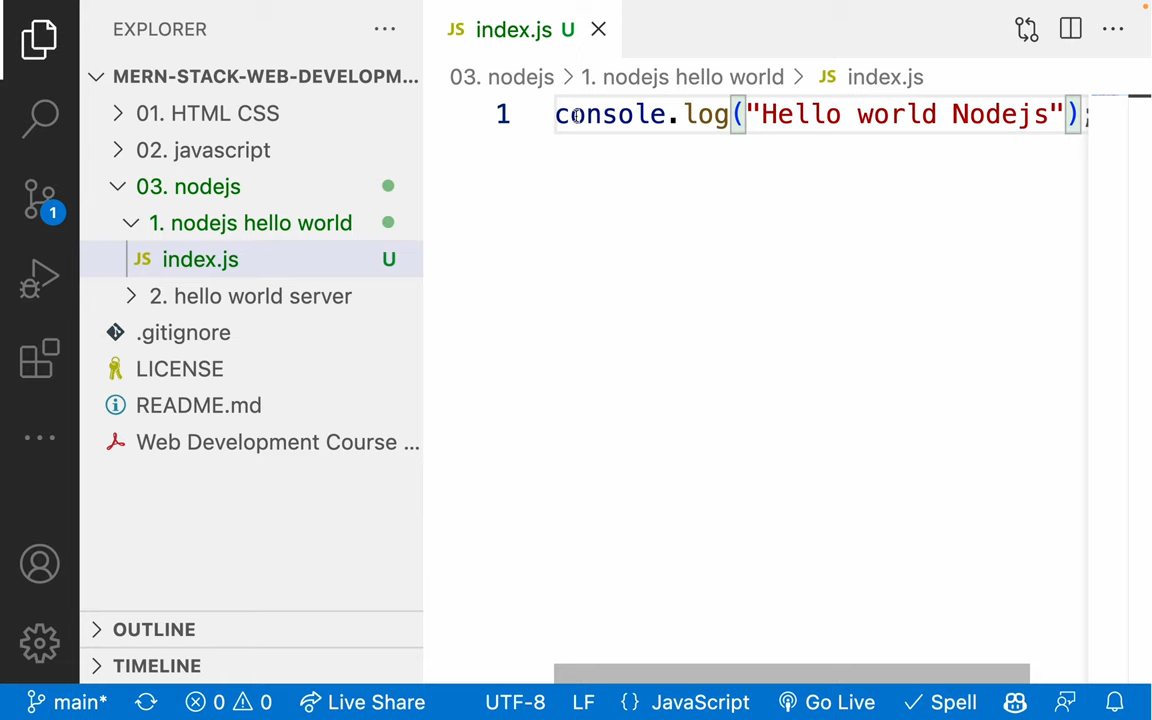 EXPLORER
MERN-STACK-WEB-DEVELOPM...
01. HTML CSS
02. javascript
03. nodejs
1. nodejs hello world
JS index.js U
2. hello world server
.gitignore
LICENSE
README.md
Web Development Course ...
OUTLINE
TIMELINE
JS index.js U
03. nodejs > 1. nodejs hello world > JS index.js
1 console.log("Hello world Nodejs");
1
main* 0 0 Live Share UTF-8 LF {} JavaScript Go Live Spell